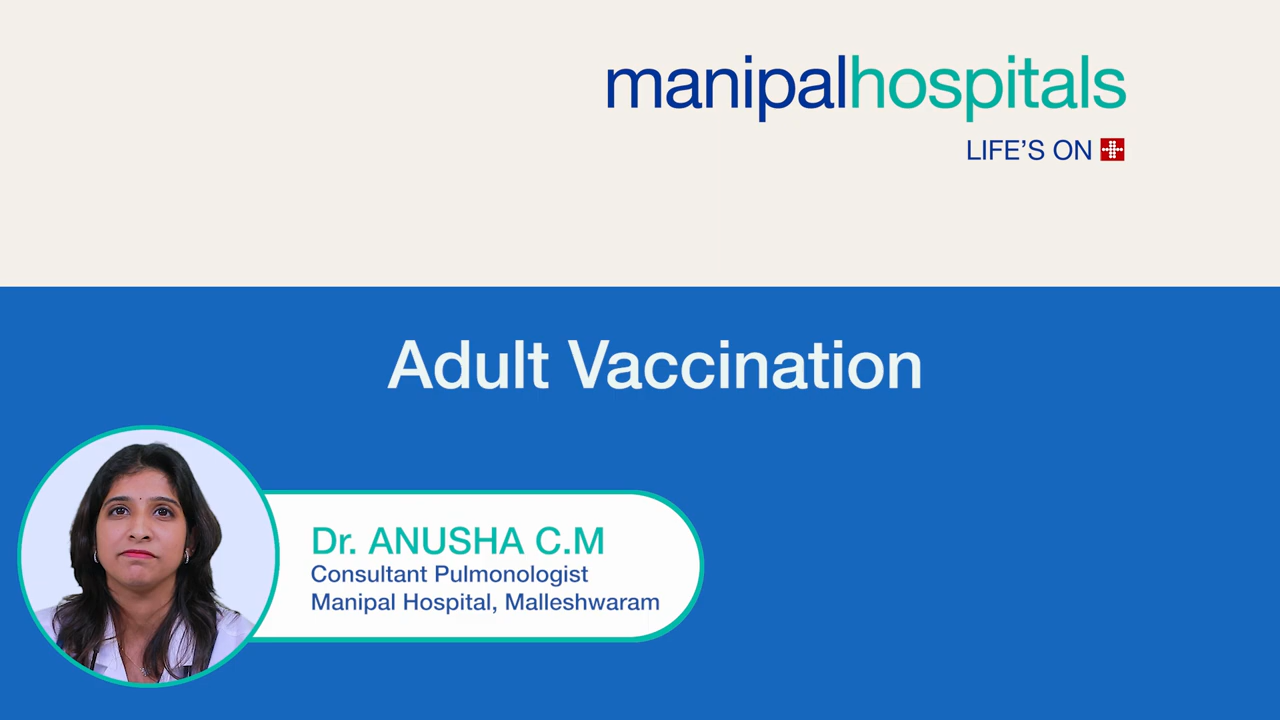 manipalhospitals
LIFE'S ON
Adult Vaccination
Dr. ANUSHA C.M
Consultant Pulmonologist
Manipal Hospital, Malleshwaram